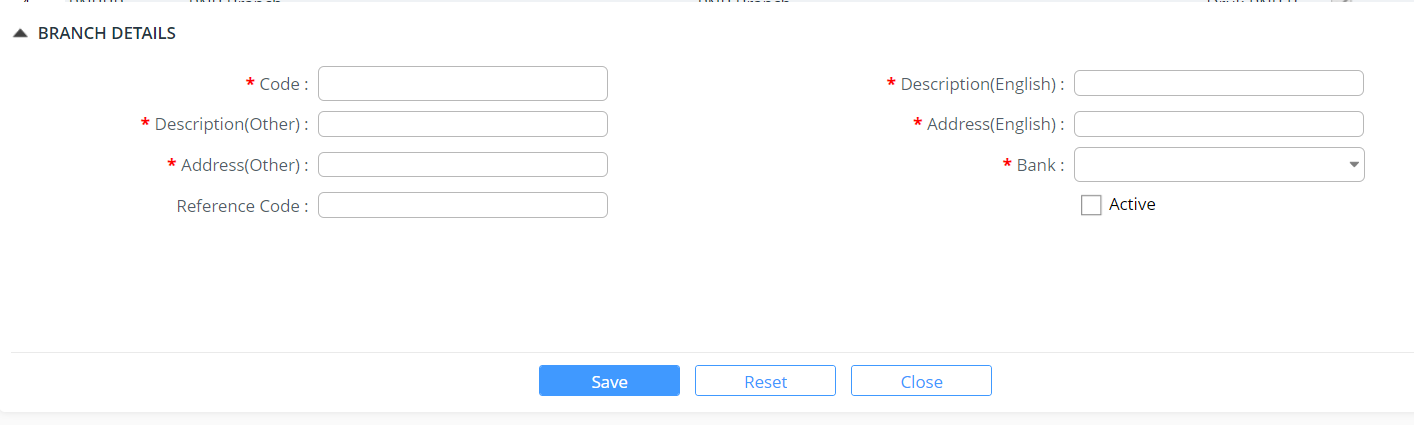 BRANCH DETAILS
* Code : * Description(English) :
* Description(Other) : * Address(English) :
* Address(Other) : * Bank :
Reference Code : Active
Save Reset Close